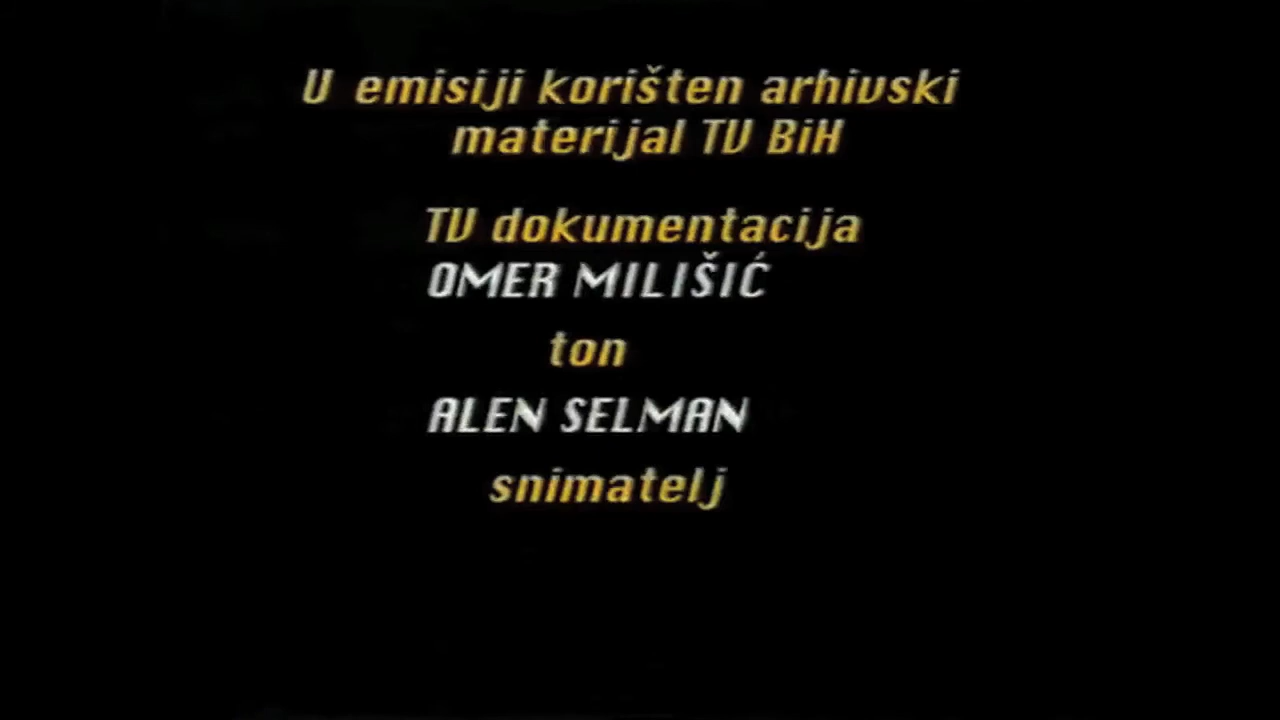 U emisiji korišten arhivski
materijal TV BiH
TV dokumentacija
OMER MILIŠIĆ
ton
ALEN SELMAN
snimatelj